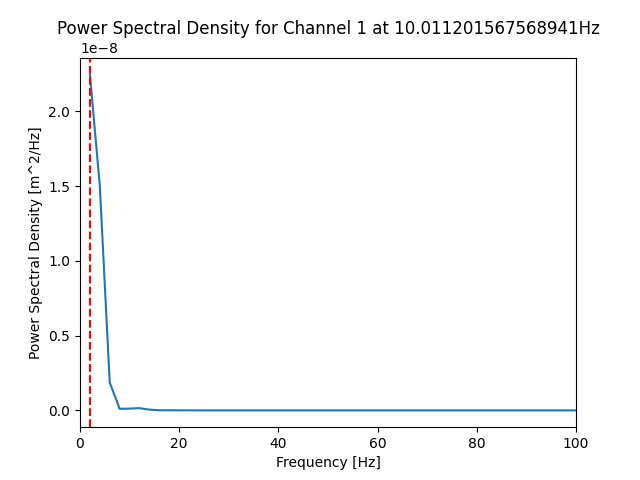 Power Spectral Density for Channel 1 at 10.011201567568941Hz
1e−8
2.0
1.5
1.0
0.5
0.0
Power Spectral Density [m^2/Hz]
0 20 40 60 80 100
Frequency [Hz]